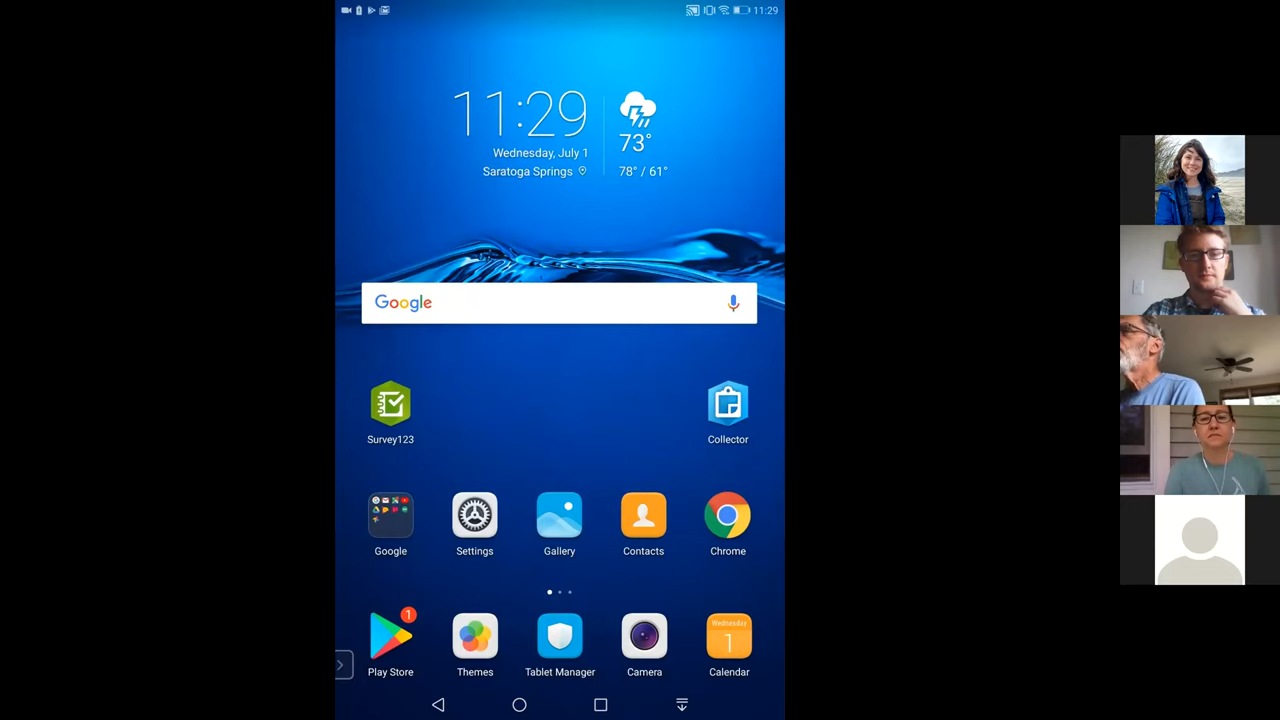 11:29
11:29
Wednesday, July 1
Saratoga Springs
73°
78° / 61°
Google
Survey123
Collector
Google
Settings
Gallery
Contacts
Chrome
1
Wednesday
1
Play Store
Themes
Tablet Manager
Camera
Calendar